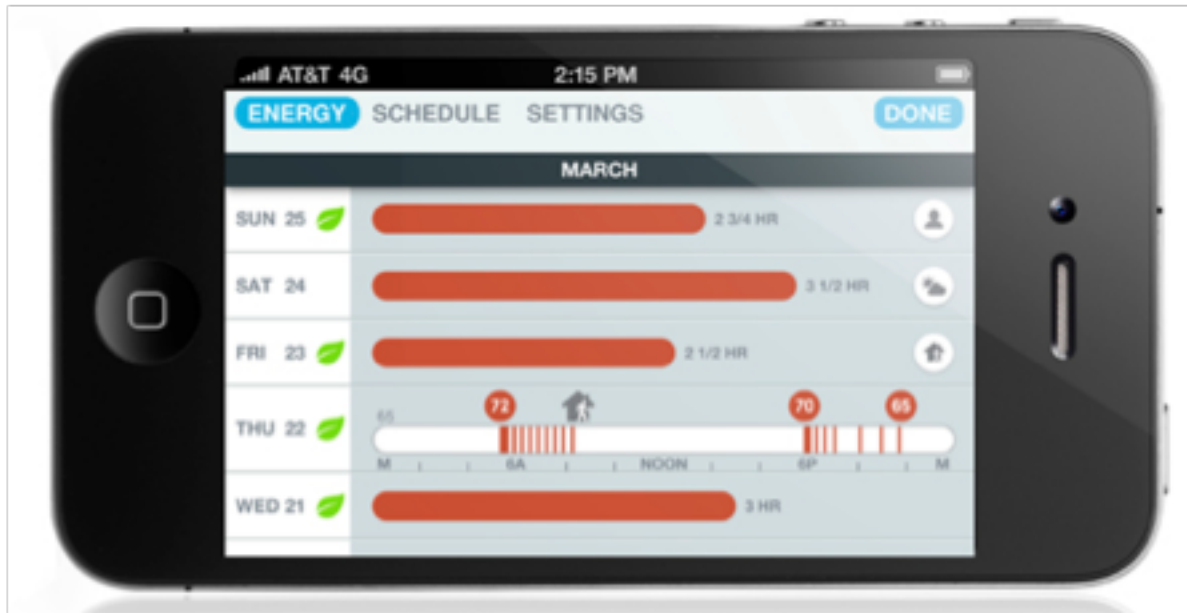 AT&T 4G 2:15 PM
ENERGY SCHEDULE SETTINGS DONE
MARCH
SUN 25 2 3/4 HR
SAT 24 3 1/2 HR
FRI 23 2 1/2 HR
65 72 70 65
THU 22
M 6A NOON 6P M
WED 21 3 HR